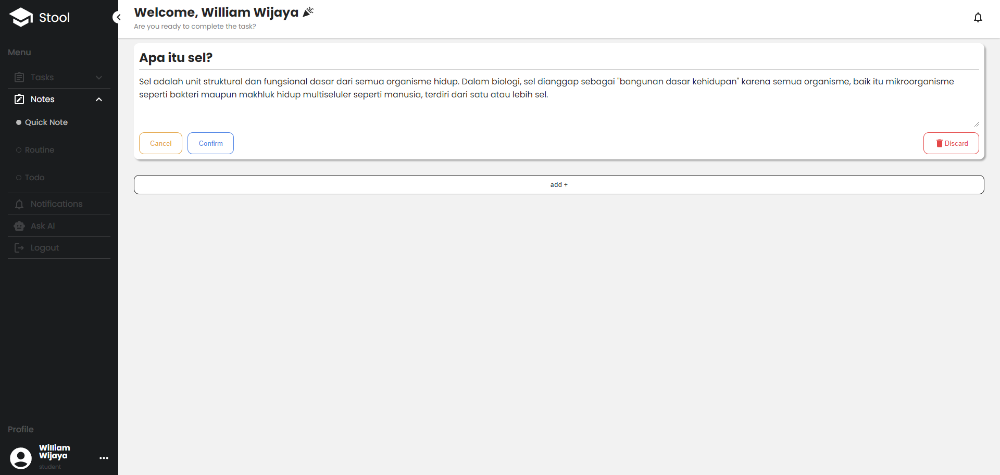 Stool
Menu
Tasks
Notes
Quick Note
Routine
Todo
Notifications
Ask AI
Logout
Profile
William
Wijaya
student
Welcome, William Wijaya
Are you ready to complete the task?
Apa itu sel?
Sel adalah unit struktural dan fungsional dasar dari semua organisme hidup. Dalam biologi, sel dianggap sebagai "bangunan dasar kehidupan" karena semua organisme, baik itu mikroorganisme
seperti bakteri maupun makhluk hidup multiseluler seperti manusia, terdiri dari satu atau lebih sel.
Cancel
Confirm
Discard
add +